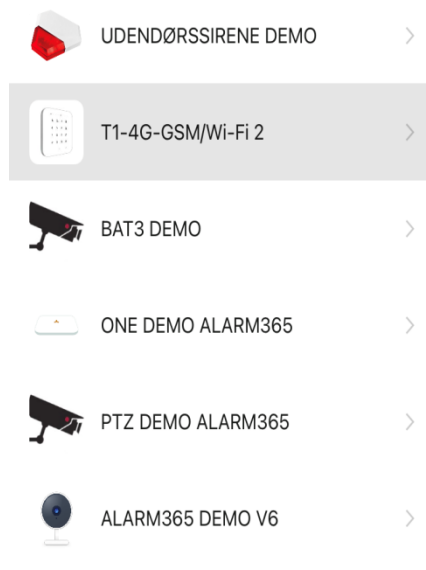 UDENDØRSSIRENE DEMO
T1-4G-GSM/Wi-Fi 2
BAT3 DEMO
ONE DEMO ALARM365
PTZ DEMO ALARM365
ALARM365 DEMO V6